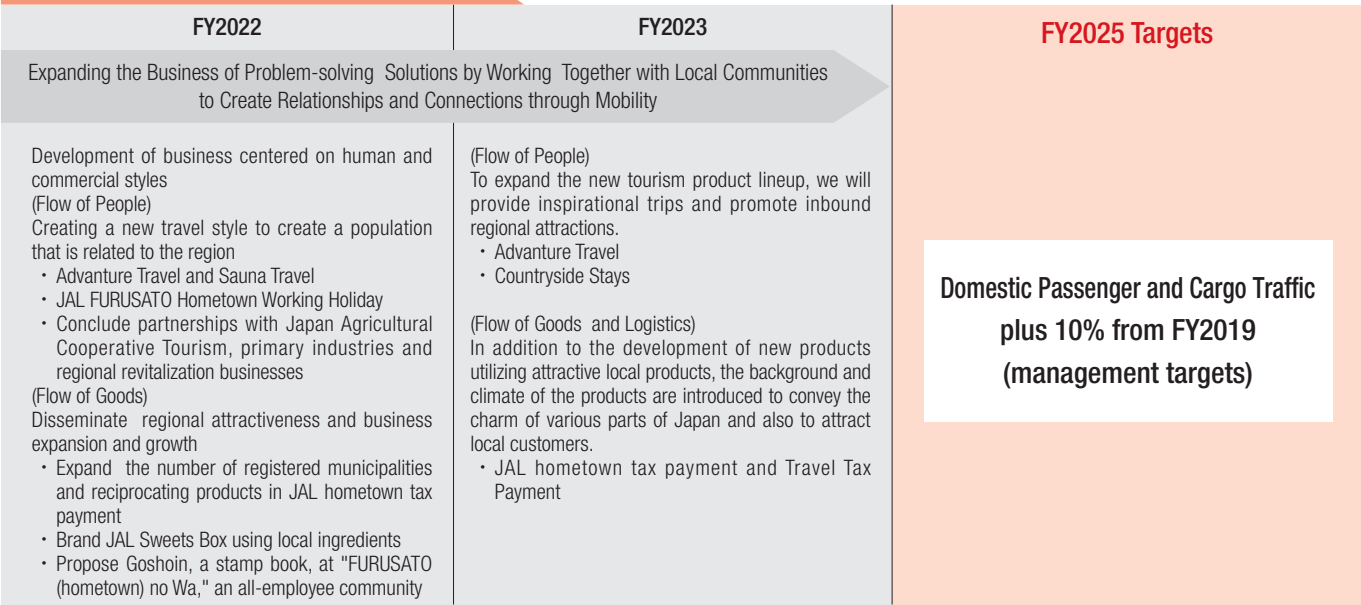 FY2022
FY2023
FY2025 Targets
Expanding the Business of Problem-solving Solutions by Working Together with Local Communities
to Create Relationships and Connections through Mobility
Development of business centered on human and
commercial styles
(Flow of People)
Creating a new travel style to create a population
that is related to the region
・Advanture Travel and Sauna Travel
・JAL FURUSATO Hometown Working Holiday
・Conclude partnerships with Japan Agricultural
Cooperative Tourism, primary industries and
regional revitalization businesses
(Flow of Goods)
Disseminate regional attractiveness and business
expansion and growth
・Expand the number of registered municipalities
and reciprocating products in JAL hometown tax
payment
・Brand JAL Sweets Box using local ingredients
・Propose Goshoin, a stamp book, at "FURUSATO
(hometown) no Wa," an all-employee community
(Flow of People)
To expand the new tourism product lineup, we will
provide inspirational trips and promote inbound
regional attractions.
・Advanture Travel
・Countryside Stays
(Flow of Goods and Logistics)
In addition to the development of new products
utilizing attractive local products, the background and
climate of the products are introduced to convey the
charm of various parts of Japan and also to attract
local customers.
・JAL hometown tax payment and Travel Tax
Payment
Domestic Passenger and Cargo Traffic
plus 10% from FY2019
(management targets)